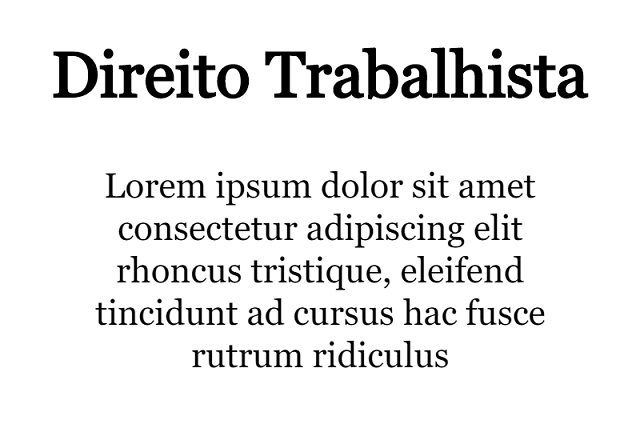 Direito Trabalhista
Lorem ipsum dolor sit amet
consectetur adipiscing elit
rhoncus tristique, eleifend
tincidunt ad cursus hac fusce
rutrum ridiculus